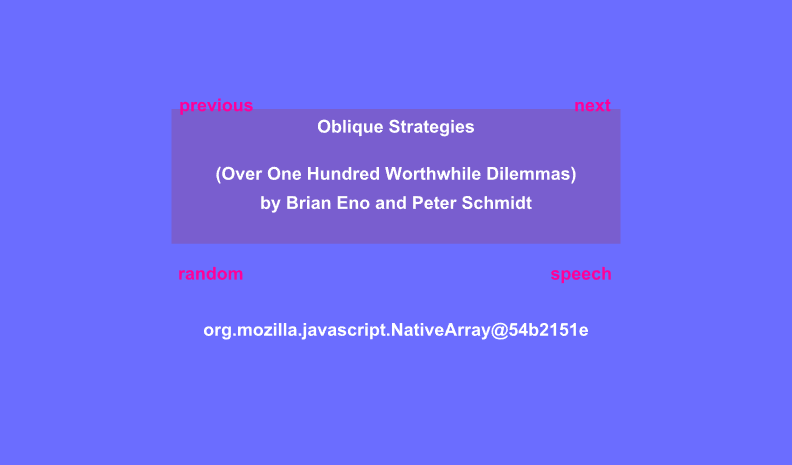 previous
next
Oblique Strategies
(Over One Hundred Worthwhile Dilemmas)
by Brian Eno and Peter Schmidt
random
speech
org.mozilla.javascript.NativeArray@54b2151e